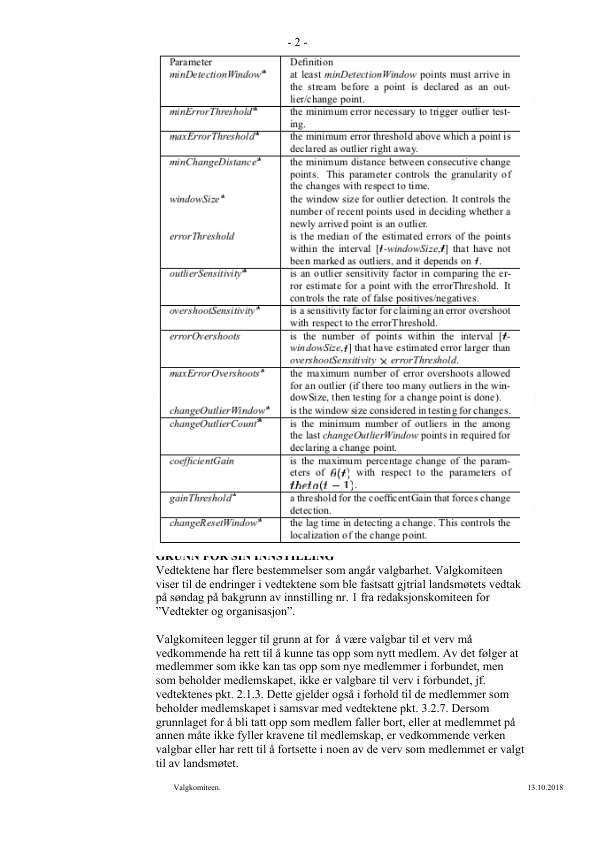 - 2 -
Parameter Definition
minDetectionWindow* at least minDetectionWindow points must arrive in
the stream before a point is declared as an out-
lier/change point.
minErrorThreshold* the minimum error necessary to trigger outlier test-
ing.
maxErrorThreshold* the minimum error threshold above which a point is
declared as outlier right away.
minChangeDistance* the minimum distance between consecutive change
points. This parameter controls the granularity of
the changes with respect to time.
windowSize* the window size for outlier detection. It controls the
number of recent points used in deciding whether a
newly arrived point is an outlier.
errorThreshold is the median of the estimated errors of the points
within the interval [t-windowSize,t] that have not
been marked as outliers, and it depends on t.
outlierSensitivity* is an outlier sensitivity factor in comparing the er-
ror estimate for a point with the errorThreshold. It
controls the rate of false positives/negatives.
overshootSensitivity* is a sensitivity factor for claiming an error overshoot
with respect to the errorThreshold.
errorOvershoots is the number of points within the interval [t-
windowSize,t] that have estimated error larger than
overshootSensitivity × errorThreshold.
maxErrorOvershoots* the maximum number of error overshoots allowed
for an outlier (if there too many outliers in the win-
dowSize, then testing for a change point is done).
changeOutlierWindow* is the window size considered in testing for changes.
changeOutlierCount* is the minimum number of outliers in the among
the last changeOutlierWindow points in required for
declaring a change point.
coefficientGain is the maximum percentage change of the param-
eters of θ(t) with respect to the parameters of
theta(t − 1).
gainThreshold* a threshold for the coefficentGain that forces change
detection.
changeResetWindow* the lag time in detecting a change. This controls the
localization of the change point.
GRUNN FOR SIN INNSTILLING
Vedtektene har flere bestemmelser som angår valgbarhet. Valgkomiteen
viser til de endringer i vedtektene som ble fastsatt gjtrial landsmøtets vedtak
på søndag på bakgrunn av innstilling nr. 1 fra redaksjonskomiteen for
”Vedtekter og organisasjon”.
Valgkomiteen legger til grunn at for å være valgbar til et verv må
vedkommende ha rett til å kunne tas opp som nytt medlem. Av det følger at
medlemmer som ikke kan tas opp som nye medlemmer i forbundet, men
som beholder medlemskapet, ikke er valgbare til verv i forbundet, jf.
vedtektenes pkt. 2.1.3. Dette gjelder også i forhold til de medlemmer som
beholder medlemskapet i samsvar med vedtektene pkt. 3.2.7. Dersom
grunnlaget for å bli tatt opp som medlem faller bort, eller at medlemmet på
annen måte ikke fyller kravene til medlemskap, er vedkommende verken
valgbar eller har rett til å fortsette i noen av de verv som medlemmet er valgt
til av landsmøtet.
Valgkomiteen. 13.10.2018